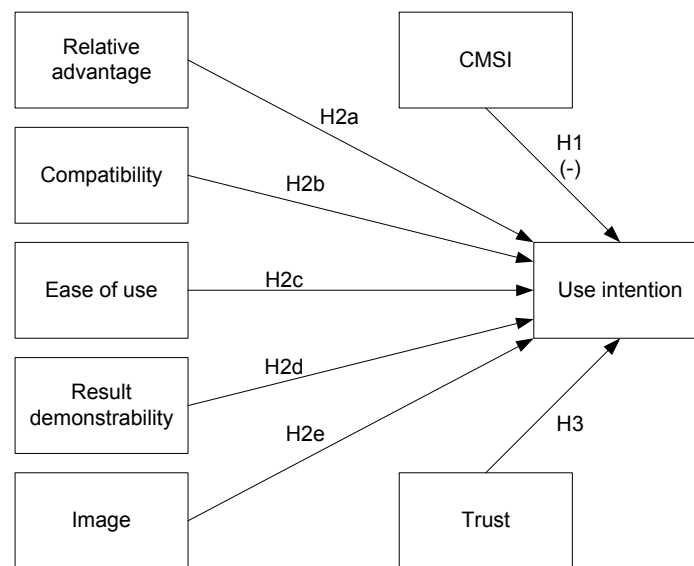 Relative
advantage
CMSI
H2a
H1
(-)
Compatibility
H2b
Ease of use
H2c
Use intention
Result
demonstrability
H2d
H2e
H3
Image
Trust